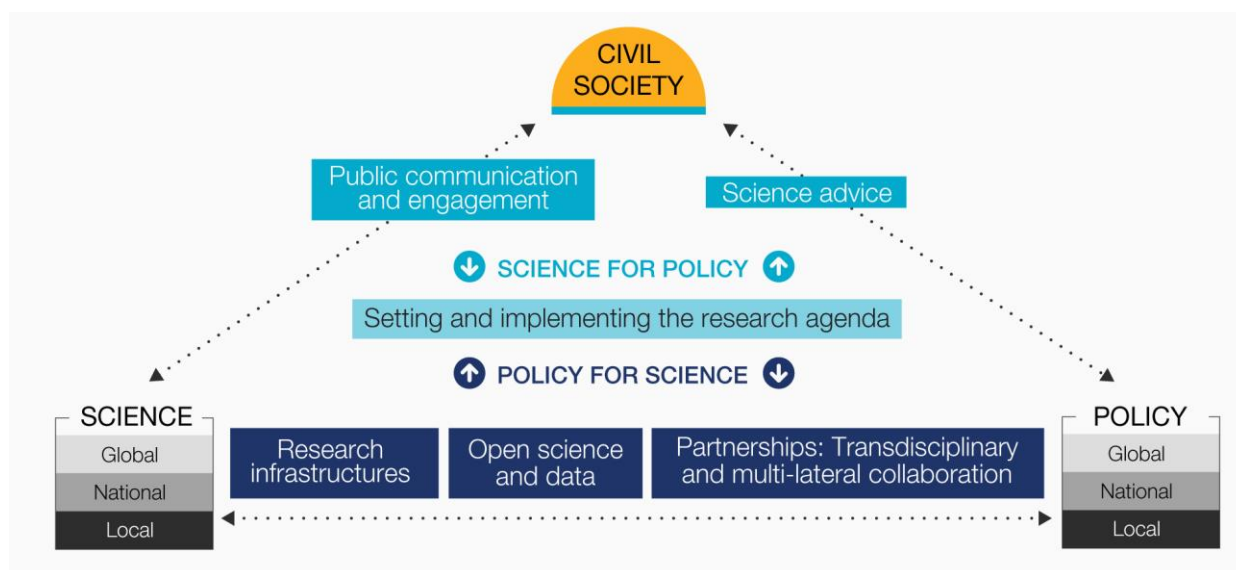 CIVIL
SOCIETY
Public communication
and engagement
Science advice
SCIENCE FOR POLICY
Setting and implementing the research agenda
POLICY FOR SCIENCE
SCIENCE
Global
National
Local
Research
infrastructures
Open science
and data
Partnerships: Transdisciplinary
and multi-lateral collaboration
POLICY
Global
National
Local